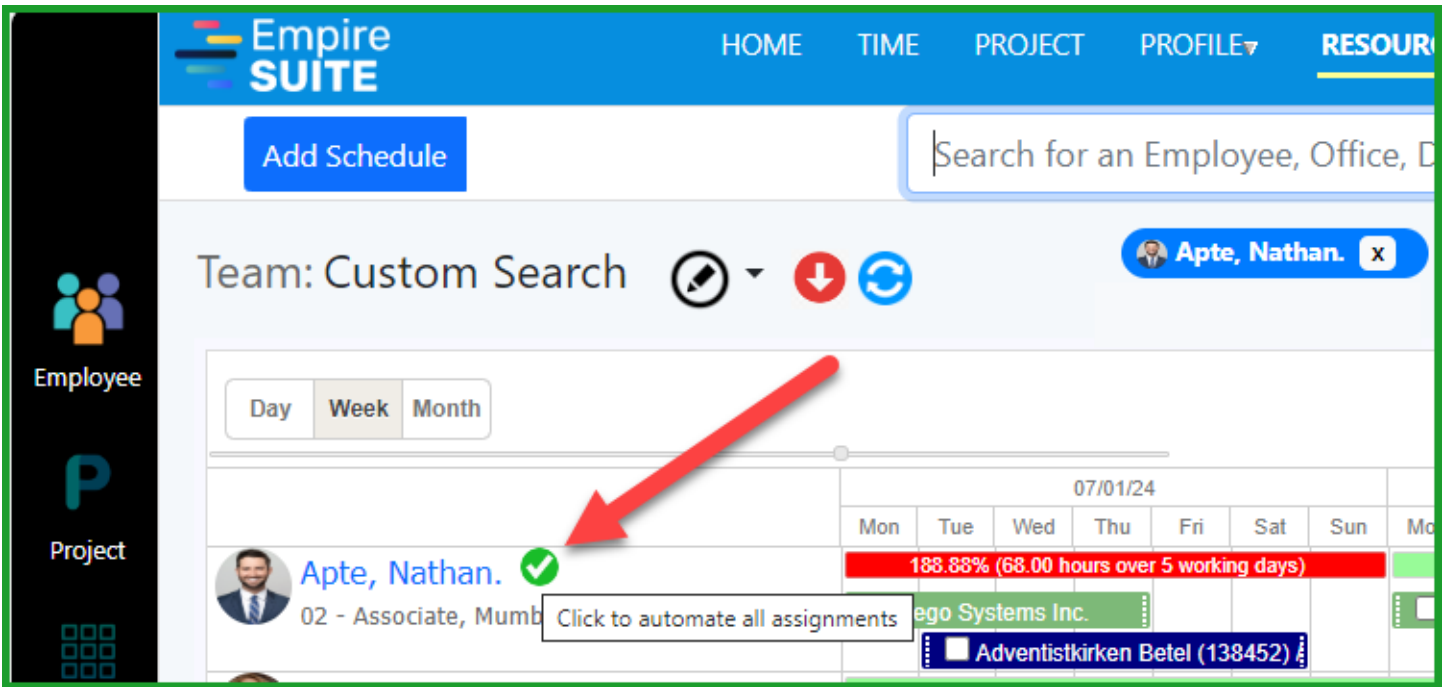 Empire
SUITE
HOME TIME PROJECT PROFILE
Add Schedule
Search for an Employee, Office,
Team: Custom Search
Apte, Nathan. x
Employee
Day Week Month
07/01/24
Mon Tue Wed Thu Fri Sat Sun
Project
188.88% (68.00 hours over 5 working days)
Apte, Nathan.
02 - Associate,
Click to automate all assignments
Systems Inc.
Adventistkirken Betel (138452)